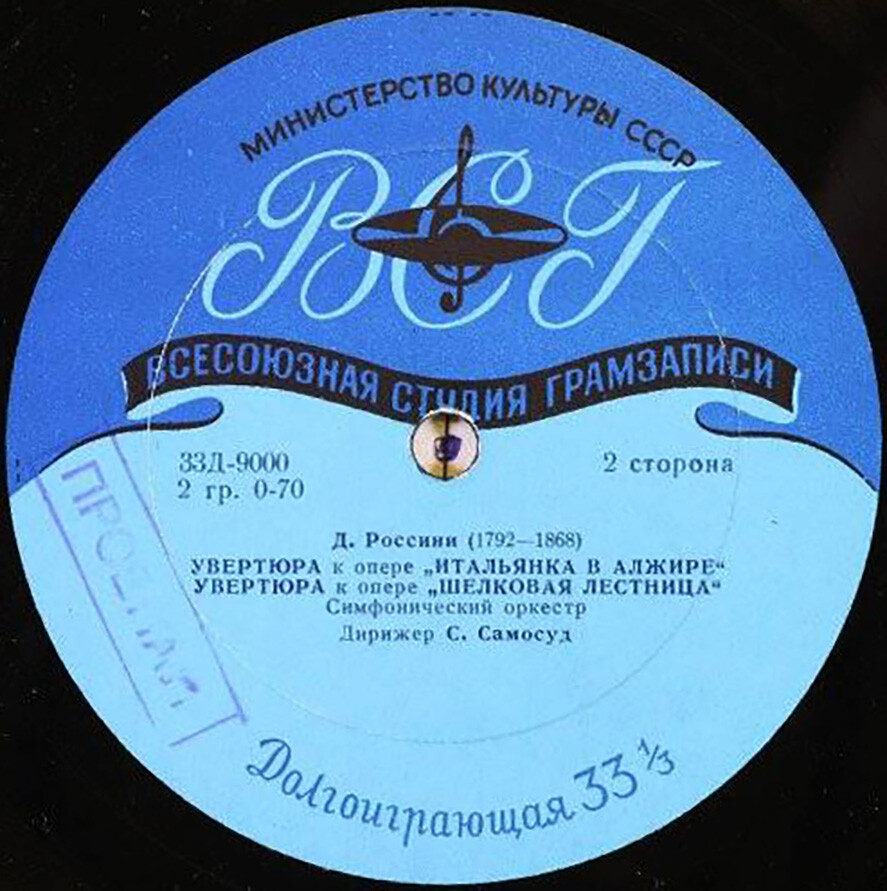 МИНИСТЕРСТВО КУЛЬТУРЫ СССР
ВСГ
ВСЕСОЮЗНАЯ СТУДИЯ ГРАМЗАПИСИ
33Д-9000
2 гр. 0-70
2 сторона
Д. Россини (1792—1868)
УВЕРТЮРА к опере „ИТАЛЬЯНКА В АЛЖИРЕ“
УВЕРТЮРА к опере „ШЕЛКОВАЯ ЛЕСТНИЦА“
Симфонический оркестр
Дирижер С. Самосуд
Долгоиграющая 33 1/3